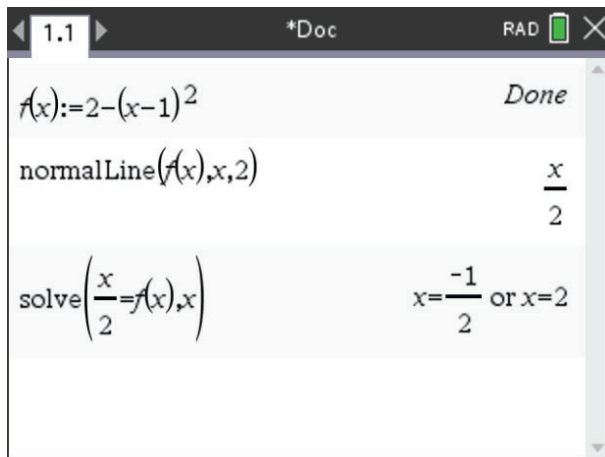 1.1 *Doc RAD
f(x):=2-(x-1)² Done
normalLine(f(x),x,2) x/2
solve(x/2=f(x),x) x=-1/2 or x=2